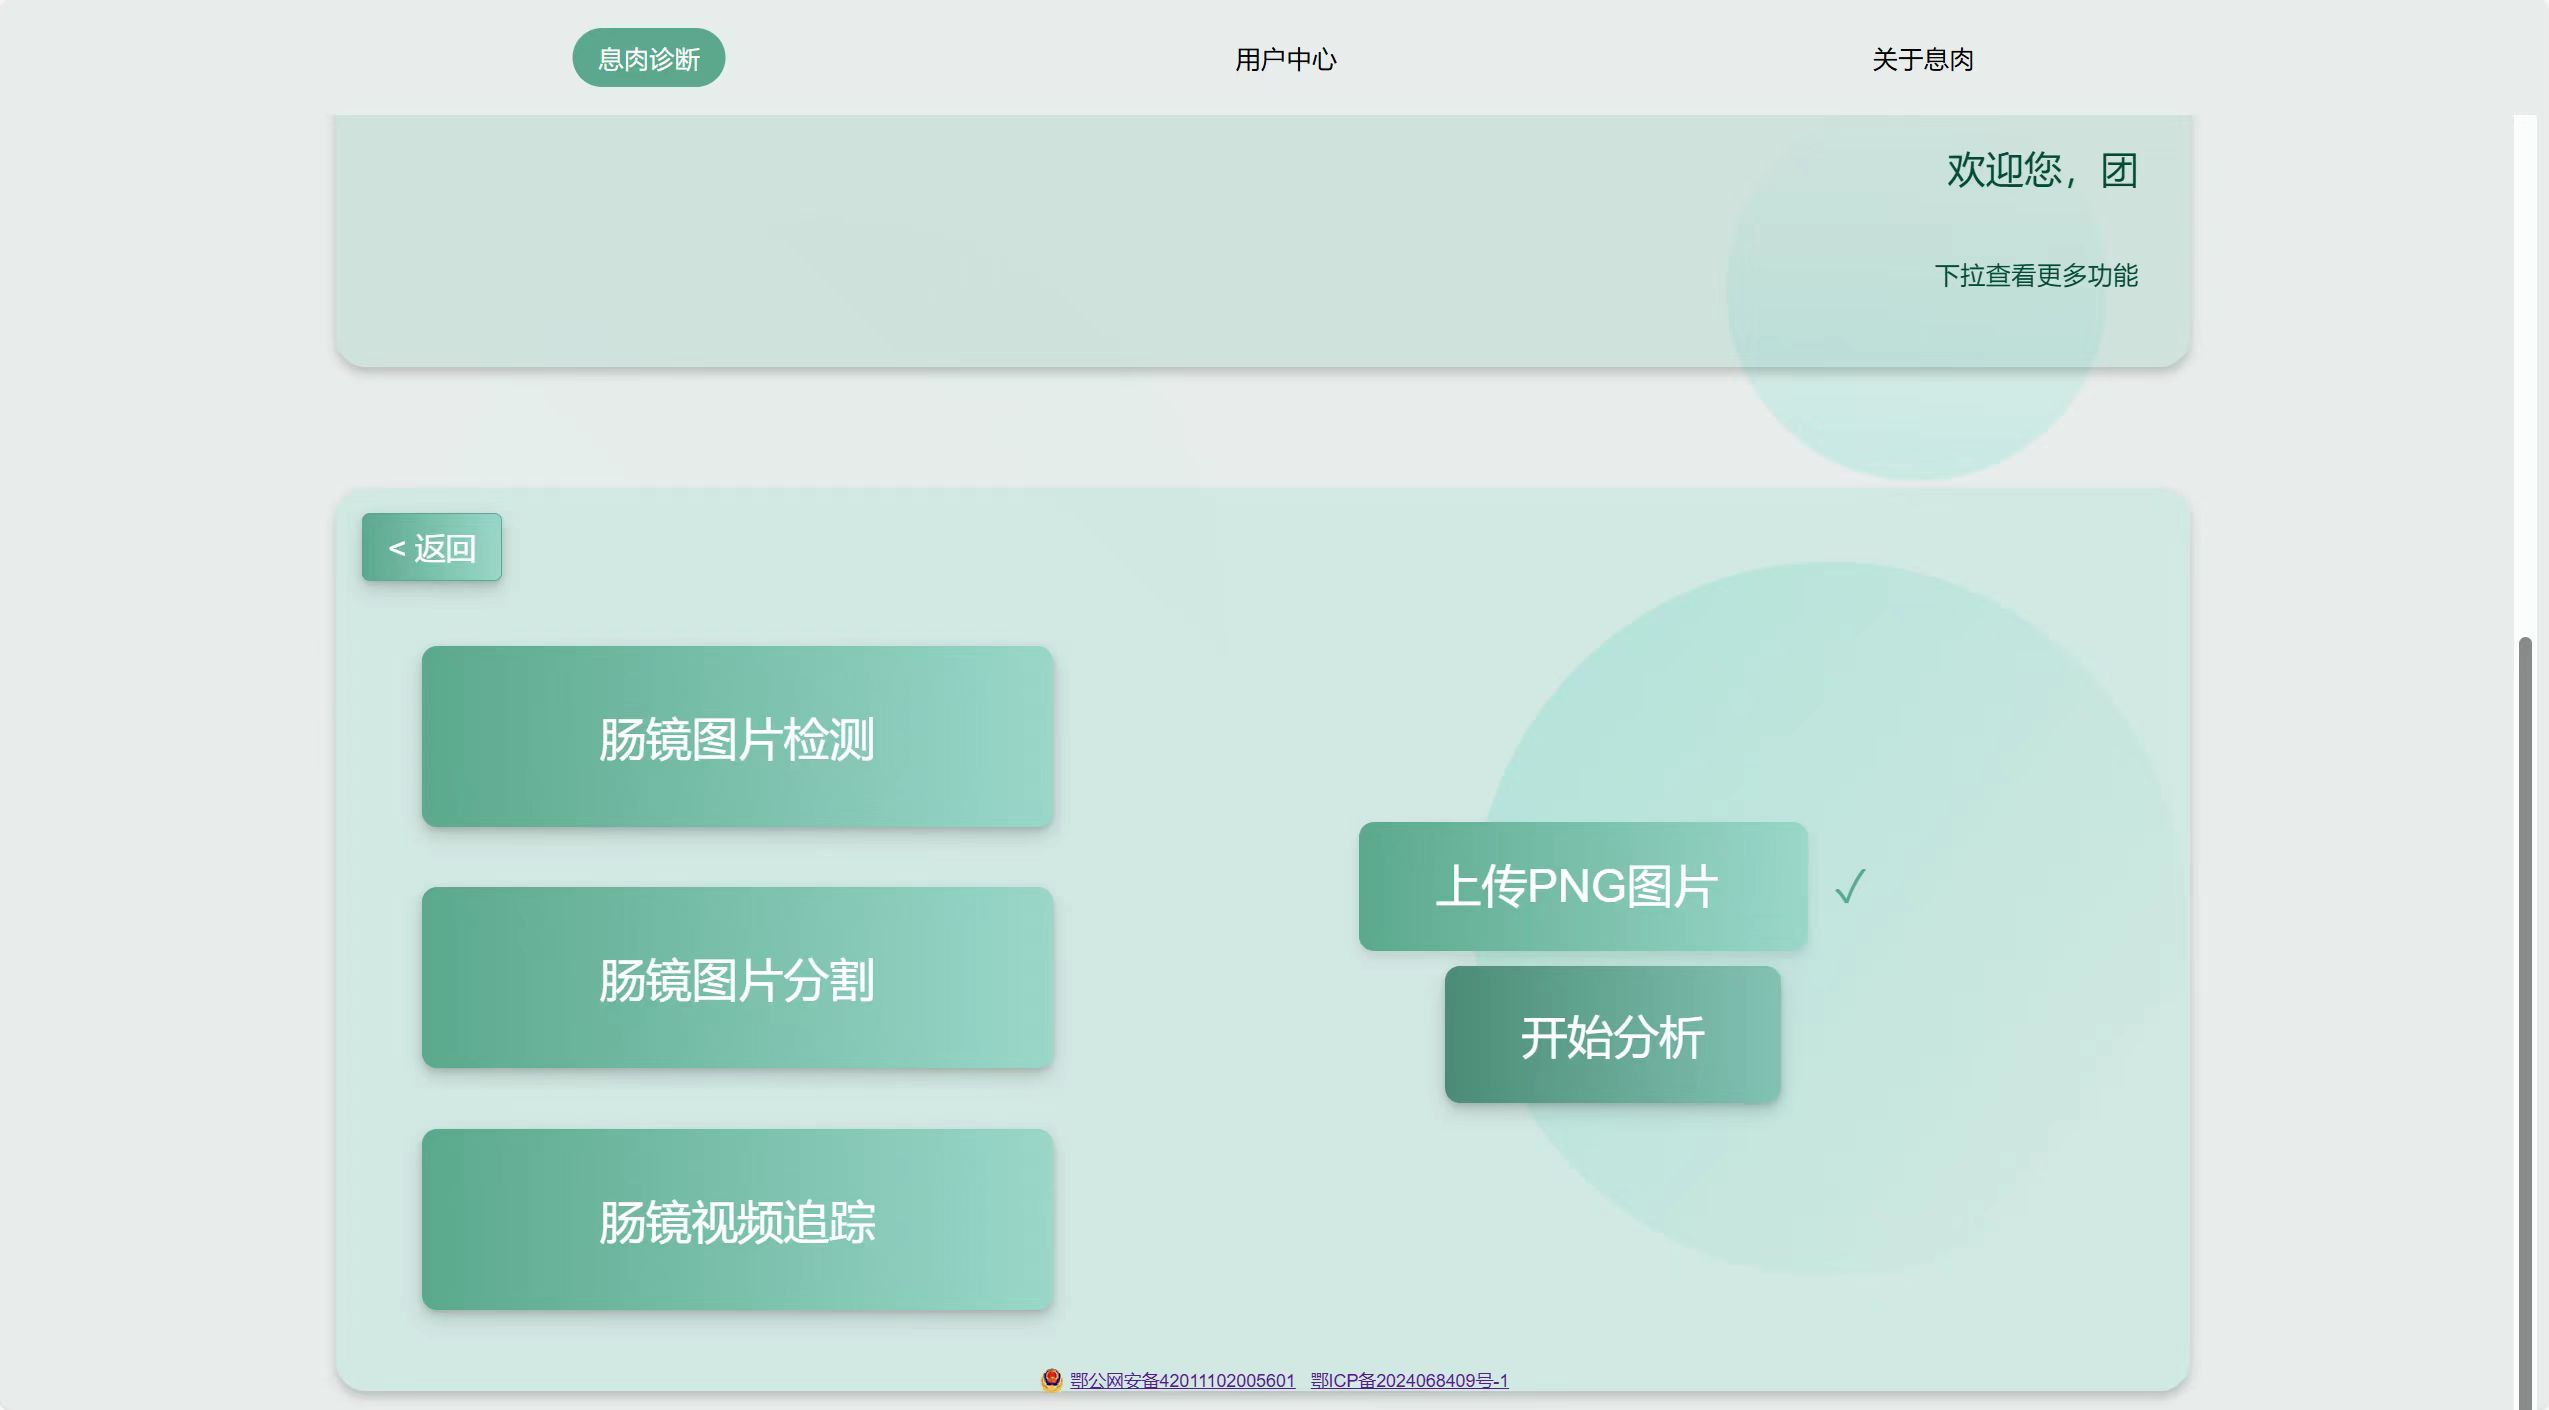 息肉诊断
用户中心
关于息肉
欢迎您，团
下拉查看更多功能
< 返回
肠镜图片检测
肠镜图片分割
肠镜视频追踪
上传PNG图片 ✓
开始分析
鄂公网安备42011102005601 鄂ICP备2024068409号-1